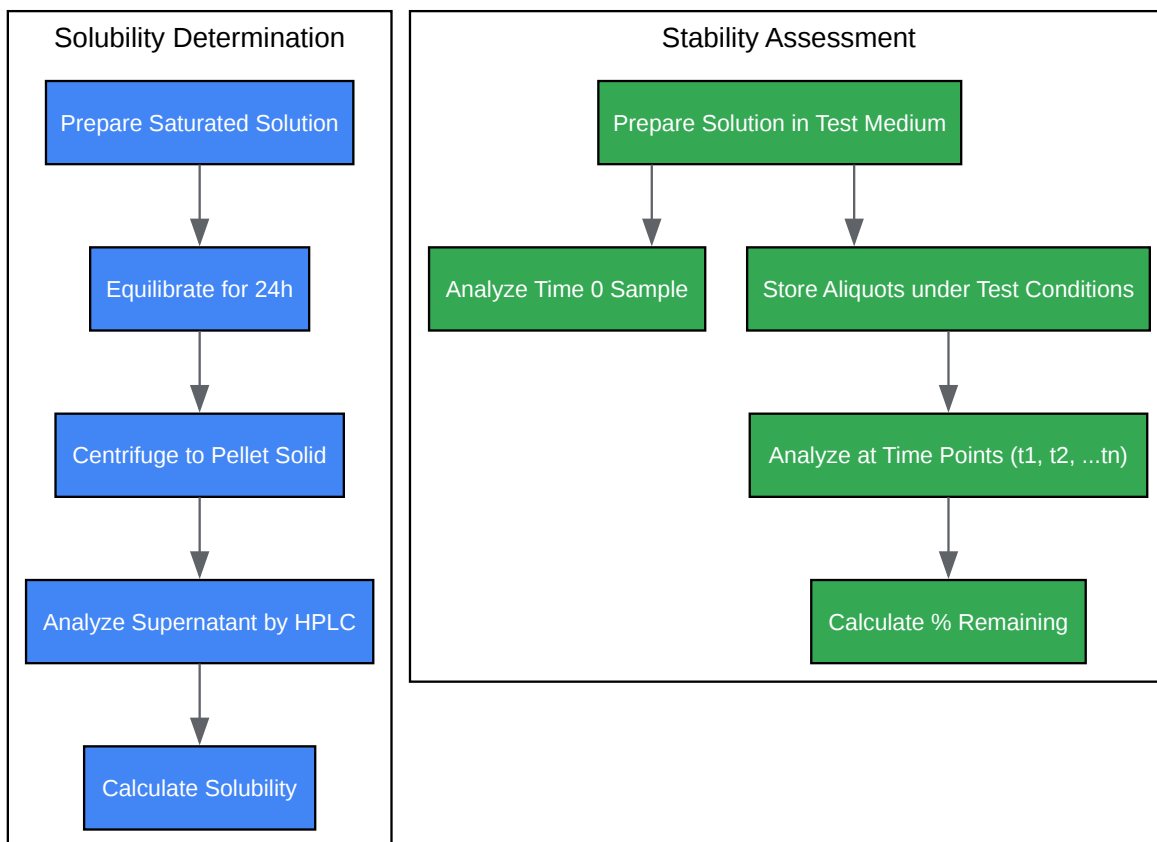 Solubility Determination
Prepare Saturated Solution
Equilibrate for 24h
Centrifuge to Pellet Solid
Analyze Supernatant by HPLC
Calculate Solubility
Stability Assessment
Prepare Solution in Test Medium
Analyze Time 0 Sample
Store Aliquots under Test Conditions
Analyze at Time Points (t1, t2, ...tn)
Calculate % Remaining